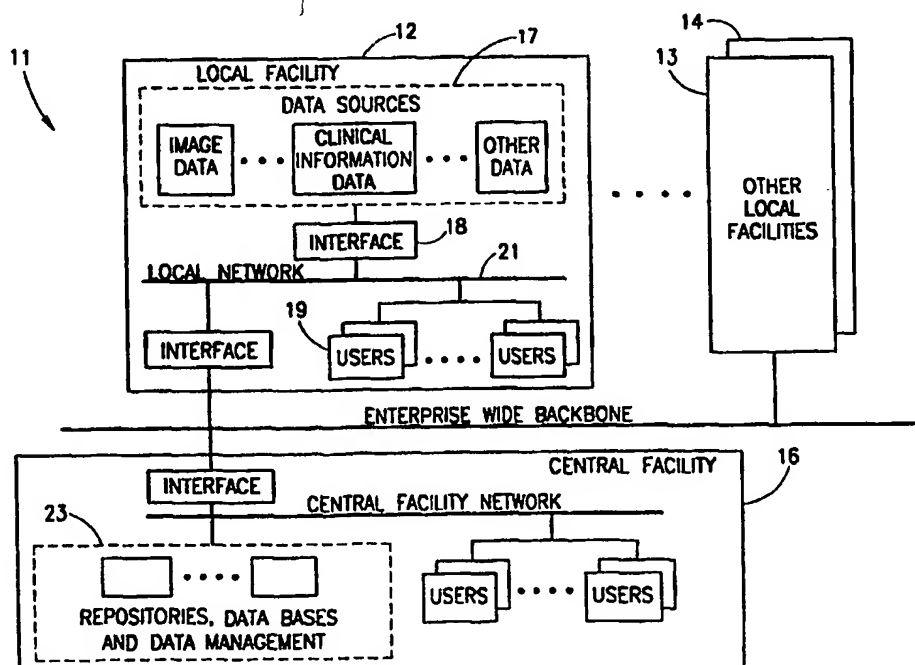 11
12
17
14
13
LOCAL FACILITY
DATA SOURCES
IMAGE
DATA
CLINICAL
INFORMATION
DATA
OTHER
DATA
INTERFACE
18
LOCAL NETWORK
21
INTERFACE
19
USERS
USERS
OTHER
LOCAL
FACILITIES
ENTERPRISE WIDE BACKBONE
CENTRAL FACILITY
16
INTERFACE
CENTRAL FACILITY NETWORK
23
REPOSITORIES, DATA BASES
AND DATA MANAGEMENT
USERS
USERS